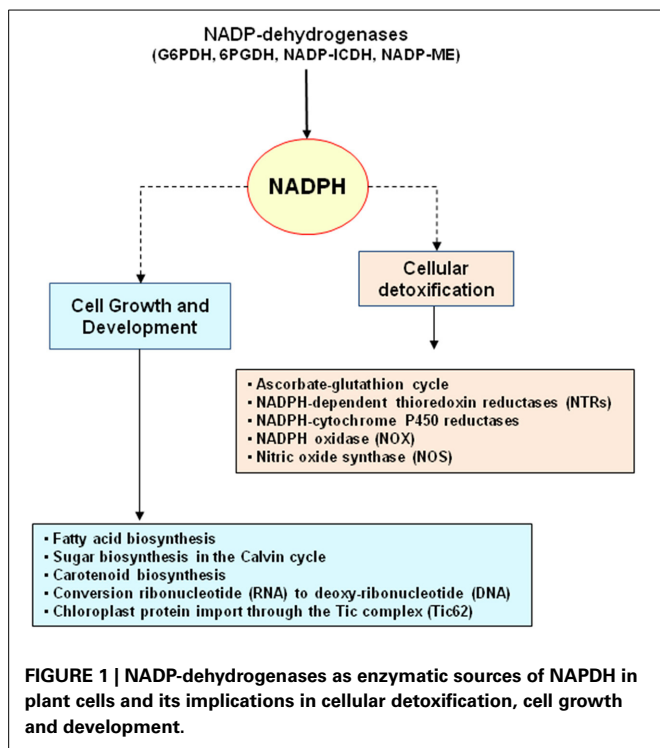 NADP-dehydrogenases
(G6PDH, 6PGDH, NADP-ICDH, NADP-ME)
NADPH
Cell Growth and
Development
Cellular
detoxification
▪ Ascorbate-glutathion cycle
▪ NADPH-dependent thioredoxin reductases (NTRs)
▪ NADPH-cytochrome P450 reductases
▪ NADPH oxidase (NOX)
▪ Nitric oxide synthase (NOS)
▪ Fatty acid biosynthesis
▪ Sugar biosynthesis in the Calvin cycle
▪ Carotenoid biosynthesis
▪ Conversion ribonucleotide (RNA) to deoxy-ribonucleotide (DNA)
▪ Chloroplast protein import through the Tic complex (Tic62)
FIGURE 1 | NADP-dehydrogenases as enzymatic sources of NAPDH in
plant cells and its implications in cellular detoxification, cell growth
and development.